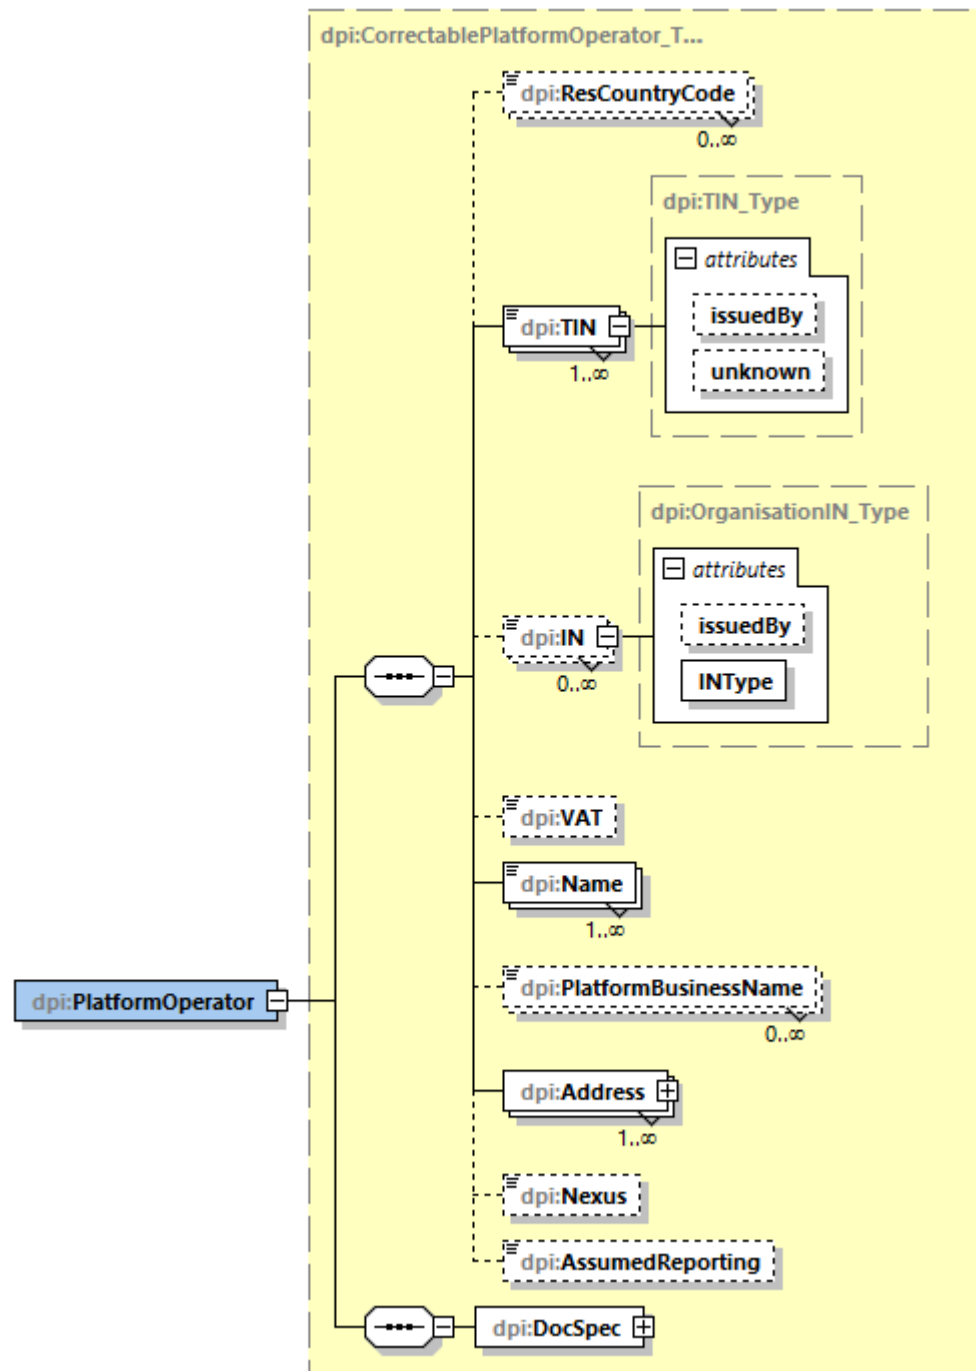 dpi:CorrectablePlatformOperator_T...
dpi:ResCountryCode
0..∞
dpi:TIN_Type
attributes
issuedBy
unknown
dpi:TIN
1..∞
dpi:OrganisationIN_Type
attributes
issuedBy
INType
dpi:IN
0..∞
dpi:VAT
dpi:Name
1..∞
dpi:PlatformBusinessName
0..∞
dpi:PlatformOperator
dpi:Address
1..∞
dpi:Nexus
dpi:AssumedReporting
dpi:DocSpec